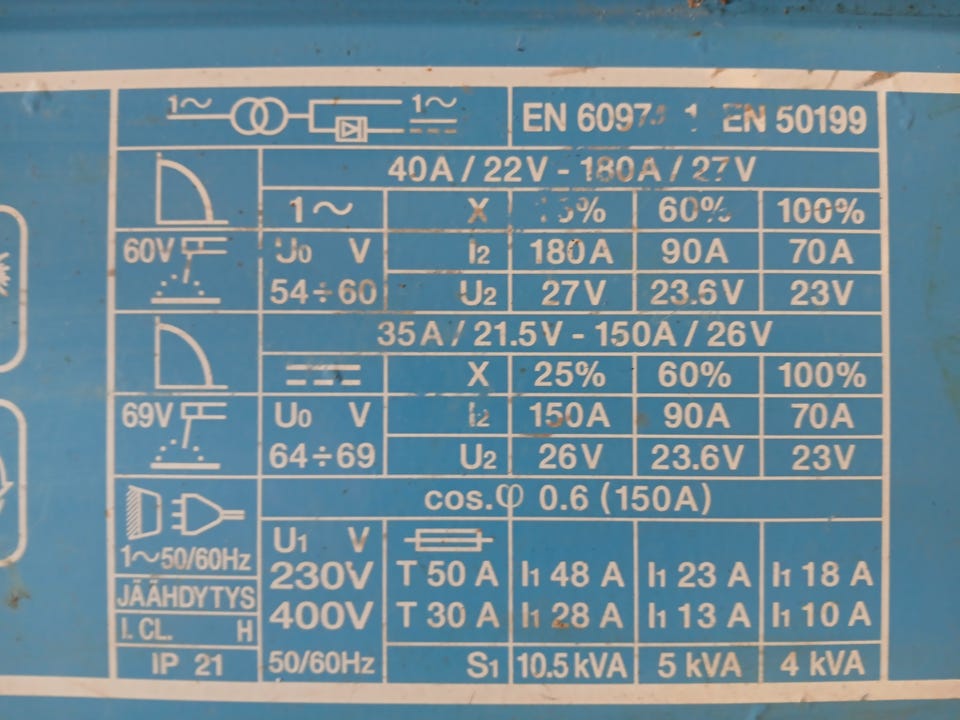 1~ 1~ EN 60974 1 EN 50199
40A / 22V - 180A / 27V
1~ X 60% 100%
60V U0 V I2 180A 90A 70A
54÷60 U2 27V 23.6V 23V
35A / 21.5V - 150A / 26V
X 25% 60% 100%
69V U0 V I2 150A 90A 70A
64÷69 U2 26V 23.6V 23V
cos.φ 0.6 (150A)
1~50/60Hz U1 V
230V T 50 A I1 48 A I1 23 A I1 18 A
JÄÄHDYTYS 400V T 30 A I1 28 A I1 13 A I1 10 A
I. CL. H
IP 21 50/60Hz S1 10.5 kVA 5 kVA 4 kVA